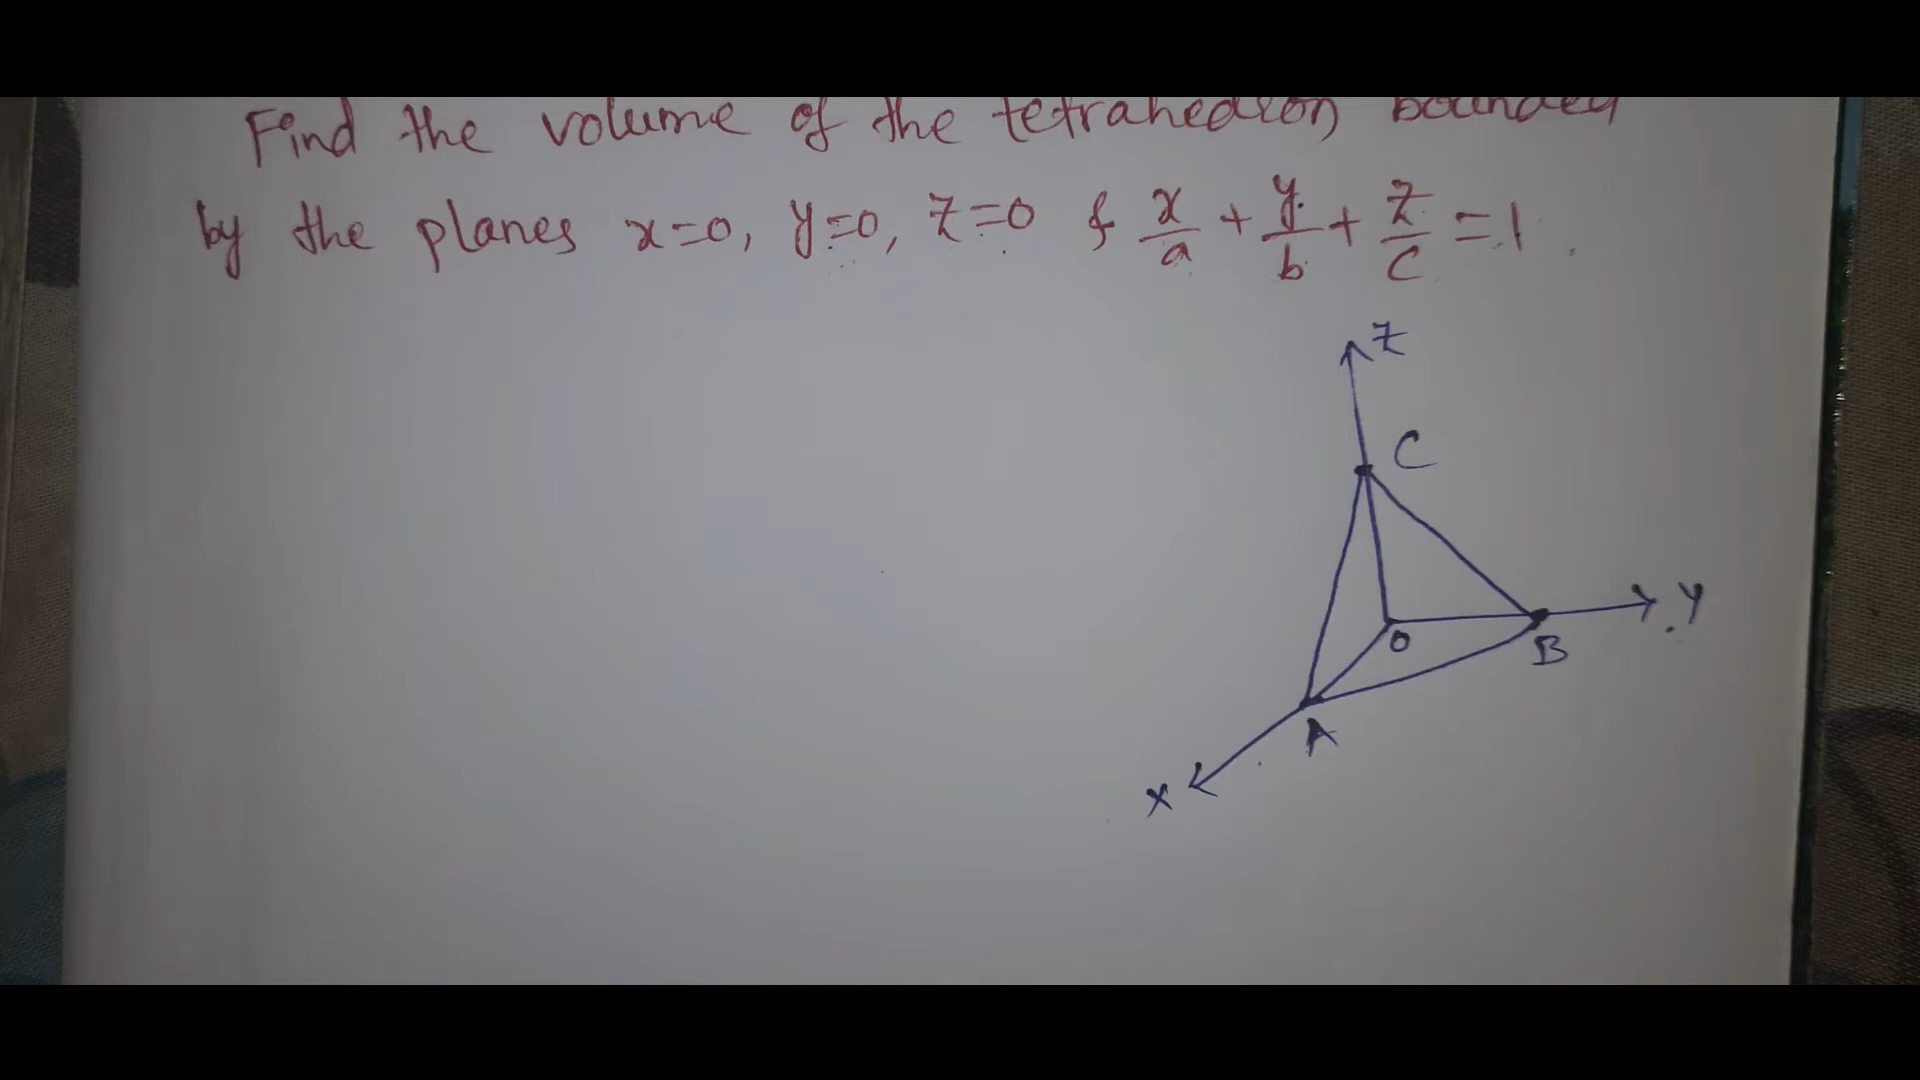 Find the volume of the tetrahedron bounded
by the planes x=0, y=0, z=0 & x/a + y/b + z/c = 1
Z
C
Y
O
B
A
X